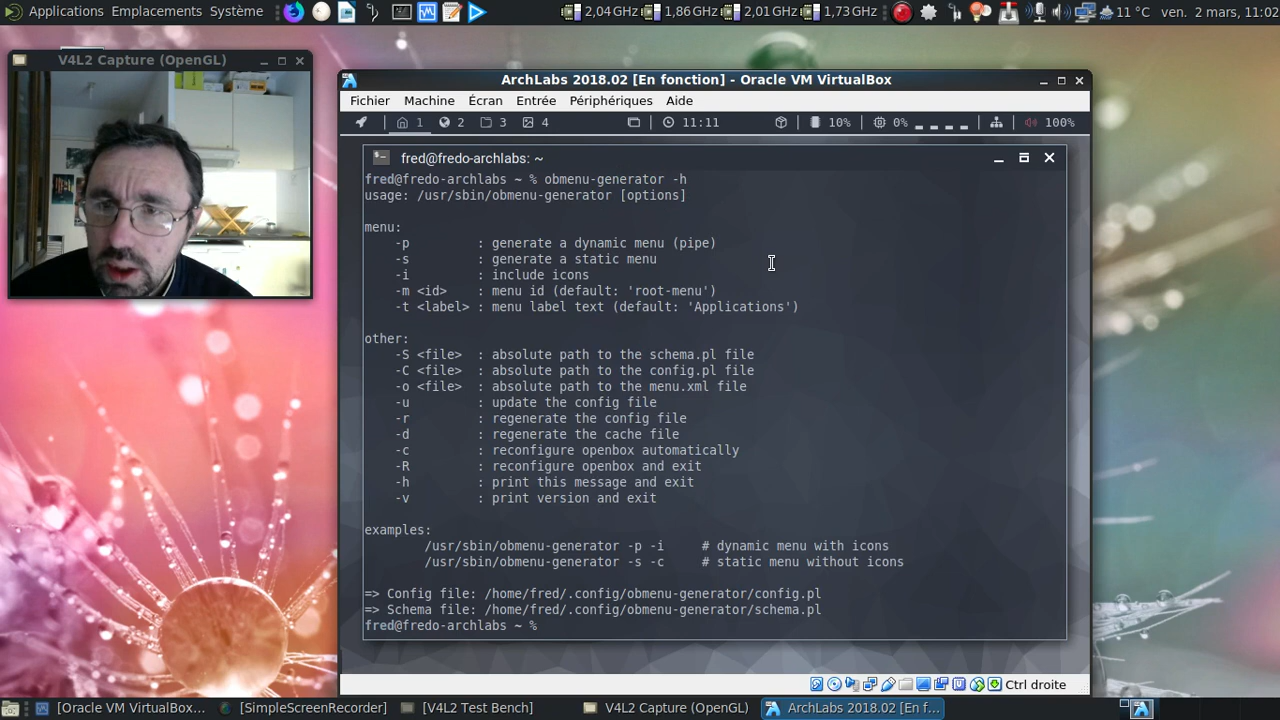 Applications Emplacements Système
2,04 GHz 1,86 GHz 2,01 GHz 1,73 GHz
11 °C ven. 2 mars, 11:02
V4L2 Capture (OpenGL)
ArchLabs 2018.02 [En fonction] - Oracle VM VirtualBox
Fichier Machine Écran Entrée Périphériques Aide
1 2 3 4 11:11 10% 0% 100%
fred@fredo-archlabs: ~
fred@fredo-archlabs ~ % obmenu-generator -h
usage: /usr/sbin/obmenu-generator [options]
menu:
-p : generate a dynamic menu (pipe)
-s : generate a static menu
-i : include icons
-m <id> : menu id (default: 'root-menu')
-t <label> : menu label text (default: 'Applications')
other:
-S <file> : absolute path to the schema.pl file
-C <file> : absolute path to the config.pl file
-o <file> : absolute path to the menu.xml file
-u : update the config file
-r : regenerate the config file
-d : regenerate the cache file
-c : reconfigure openbox automatically
-R : reconfigure openbox and exit
-h : print this message and exit
-v : print version and exit
examples:
/usr/sbin/obmenu-generator -p -i # dynamic menu with icons
/usr/sbin/obmenu-generator -s -c # static menu without icons
=> Config file: /home/fred/.config/obmenu-generator/config.pl
=> Schema file: /home/fred/.config/obmenu-generator/schema.pl
fred@fredo-archlabs ~ %
Ctrl droite
[Oracle VM VirtualBox... [SimpleScreenRecorder] [V4L2 Test Bench] V4L2 Capture (OpenGL) ArchLabs 2018.02 [En f...